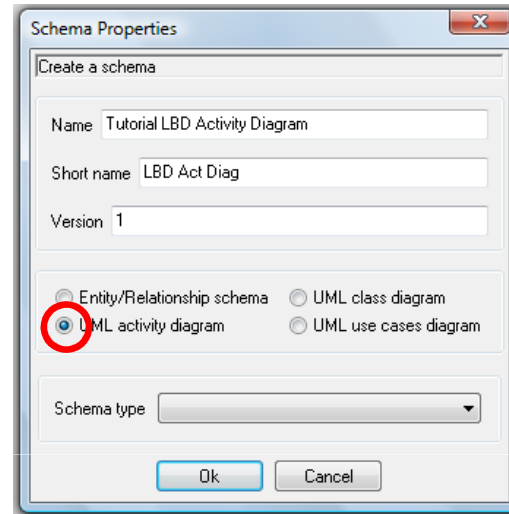 Schema Properties
Create a schema
Name Tutorial LBD Activity Diagram
Short name LBD Act Diag
Version 1
Entity/Relationship schema UML class diagram
UML activity diagram UML use cases diagram
Schema type
Ok Cancel